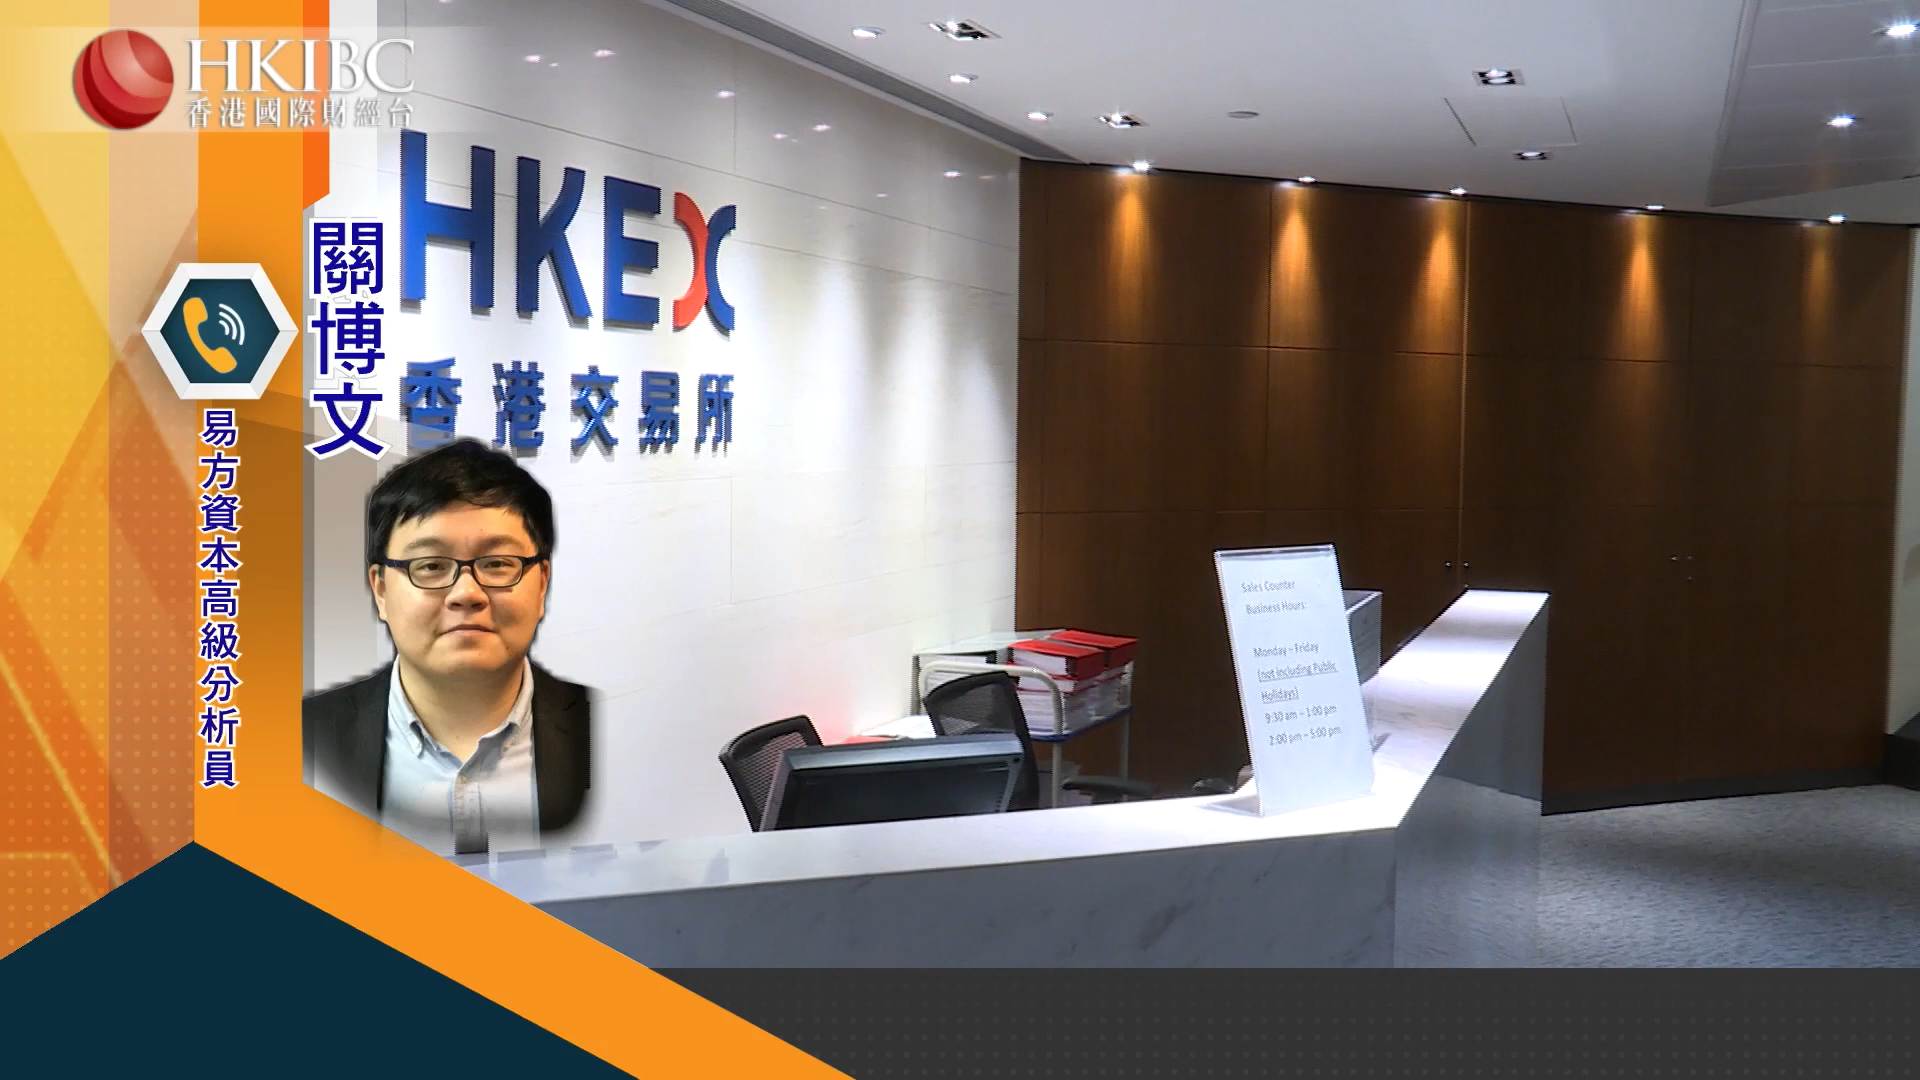 HKIBC
香港國際財經台
關博文
易方資本高級分析員
HKEX
香港交易所
Sales Counter
Business Hours:
Monday - Friday
(not including Public
Holidays)
9:30 am - 1:00 pm
2:00 pm - 5:00 pm